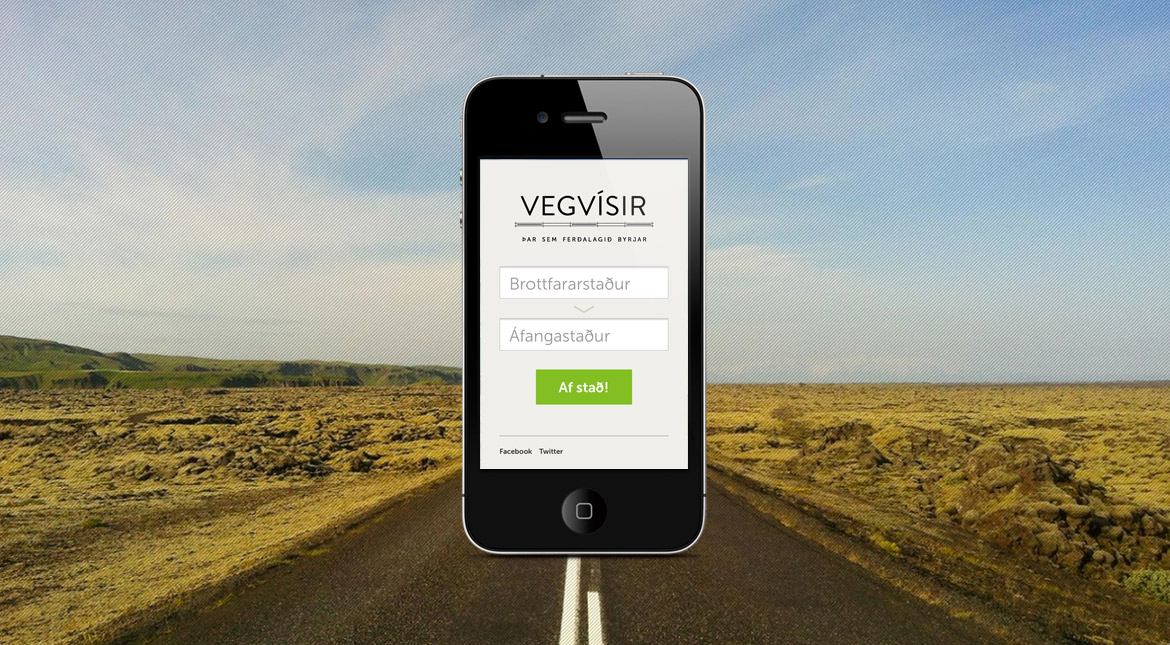 VEGVÍSIR
ÞAR SEM FERÐALAGIÐ BYRJAR
Brottfararstaður
Áfangastaður
Af stað!
Facebook Twitter